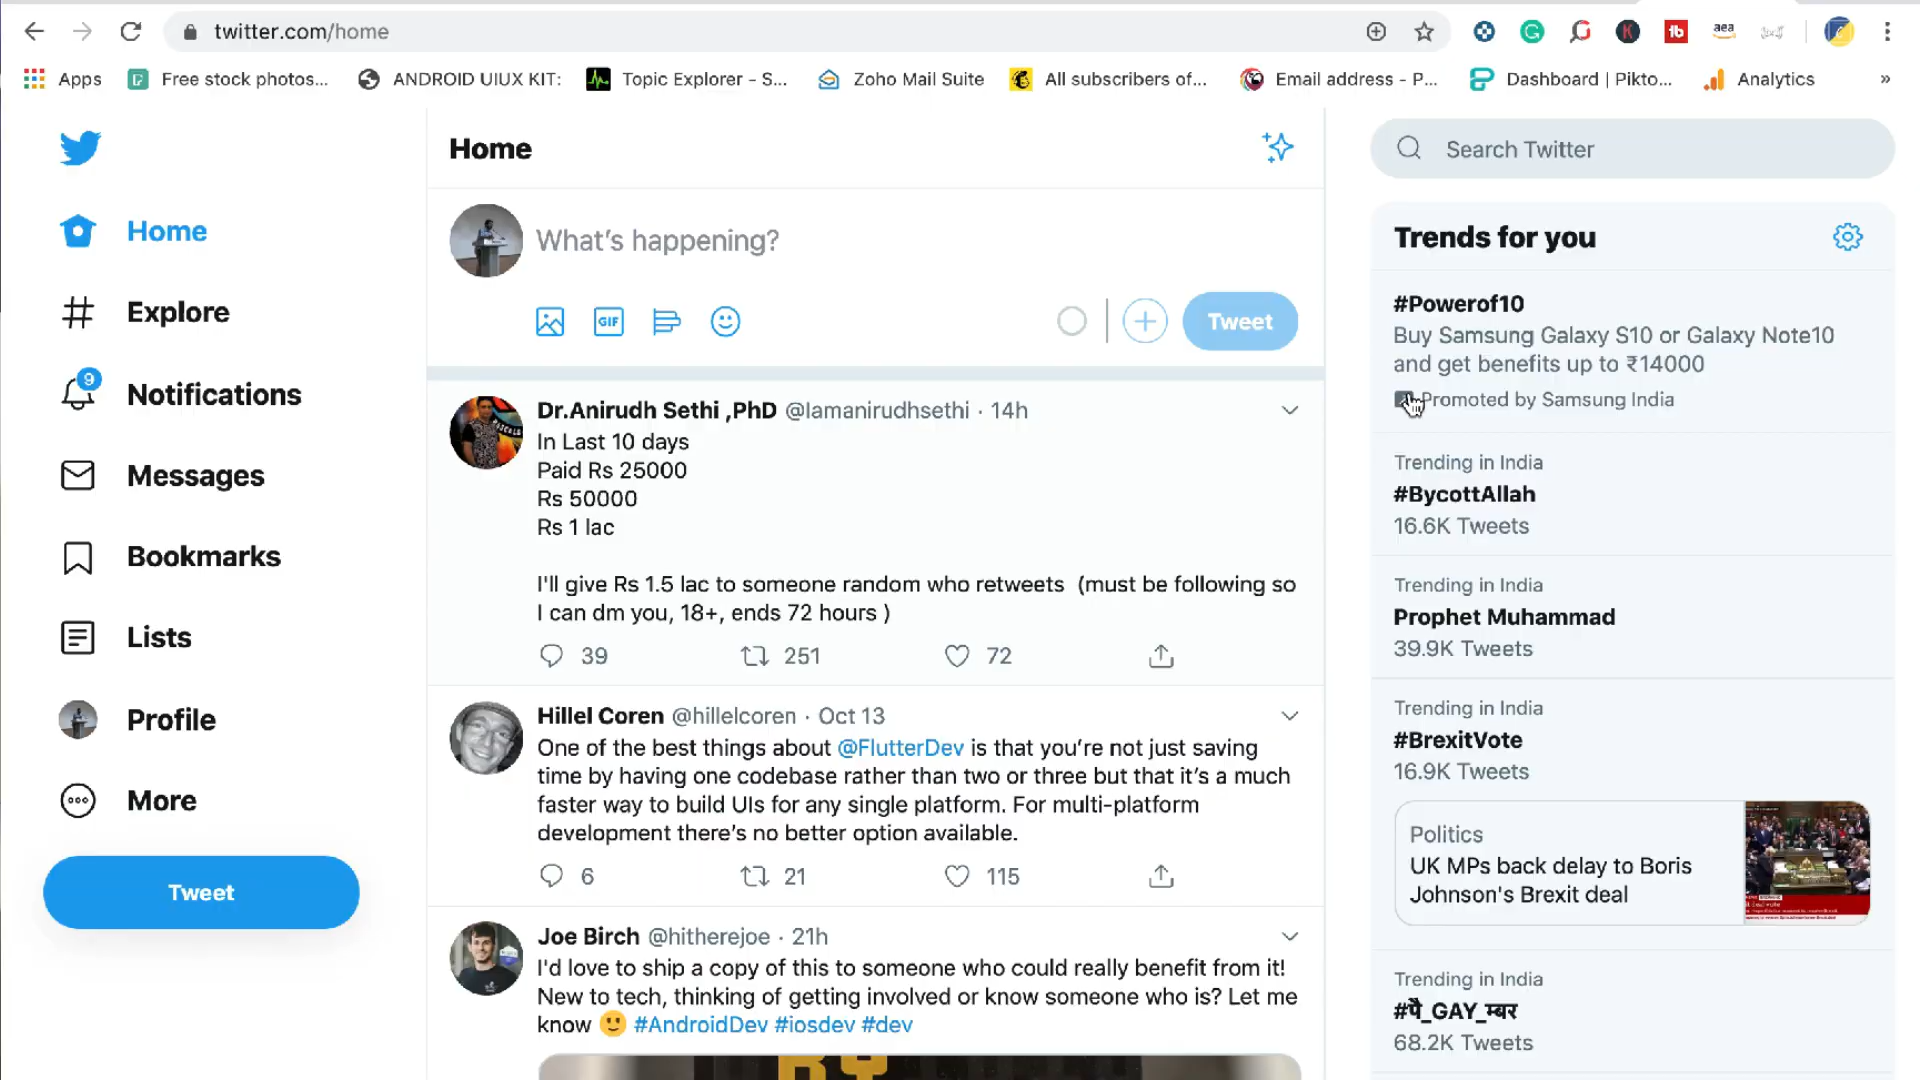 twitter.com/home
Apps
Free stock photos...
ANDROID UIUX KIT:
Topic Explorer - S...
Zoho Mail Suite
All subscribers of...
Email address - P...
Dashboard | Pikto...
Analytics
»
Home
Explore
9
Notifications
Messages
Bookmarks
Lists
Profile
More
Tweet
Home
What's happening?
GIF
Tweet
Dr.Anirudh Sethi ,PhD @Iamanirudhsethi · 14h
In Last 10 days
Paid Rs 25000
Rs 50000
Rs 1 lac
I'll give Rs 1.5 lac to someone random who retweets (must be following so
I can dm you, 18+, ends 72 hours )
39 251 72
Hillel Coren @hillelcoren · Oct 13
One of the best things about @FlutterDev is that you're not just saving
time by having one codebase rather than two or three but that it's a much
faster way to build UIs for any single platform. For multi-platform
development there's no better option available.
6 21 115
Joe Birch @hitherejoe · 21h
I'd love to ship a copy of this to someone who could really benefit from it!
New to tech, thinking of getting involved or know someone who is? Let me
know 🙂 #AndroidDev #iosdev #dev
Search Twitter
Trends for you
#Powerof10
Buy Samsung Galaxy S10 or Galaxy Note10
and get benefits up to ₹14000
Promoted by Samsung India
Trending in India
#BycottAllah
16.6K Tweets
Trending in India
Prophet Muhammad
39.9K Tweets
Trending in India
#BrexitVote
16.9K Tweets
Politics
UK MPs back delay to Boris
Johnson's Brexit deal
Trending in India
#पै_GAY_म्बर
68.2K Tweets